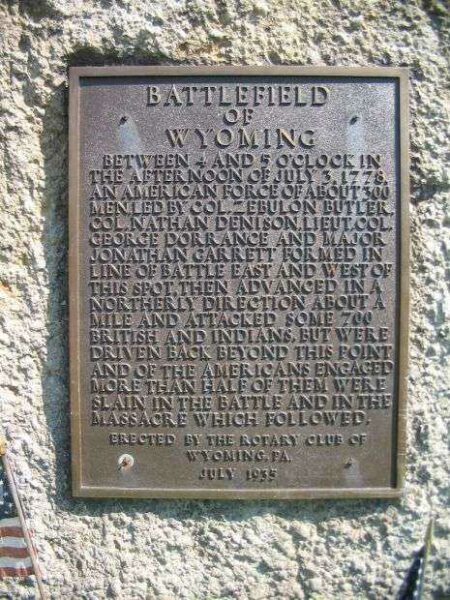 BATTLEFIELD
OF
WYOMING
BETWEEN 4 AND 5 O'CLOCK IN
THE AFTERNOON OF JULY 3, 1778,
AN AMERICAN FORCE OF ABOUT 300
MEN, LED BY COL. ZEBULON BUTLER,
COL. NATHAN DENISON, LIEUT. COL.
GEORGE DORRANCE AND MAJOR
JONATHAN GARRETT FORMED IN
LINE OF BATTLE EAST AND WEST OF
THIS SPOT, THEN ADVANCED IN A
NORTHERLY DIRECTION ABOUT A
MILE AND ATTACKED SOME 700
BRITISH AND INDIANS, BUT WERE
DRIVEN BACK BEYOND THIS POINT
AND OF THE AMERICANS ENGAGED
MORE THAN HALF OF THEM WERE
SLAIN IN THE BATTLE AND IN THE
MASSACRE WHICH FOLLOWED.
ERECTED BY THE ROTARY CLUB OF
WYOMING, PA.
JULY 1935